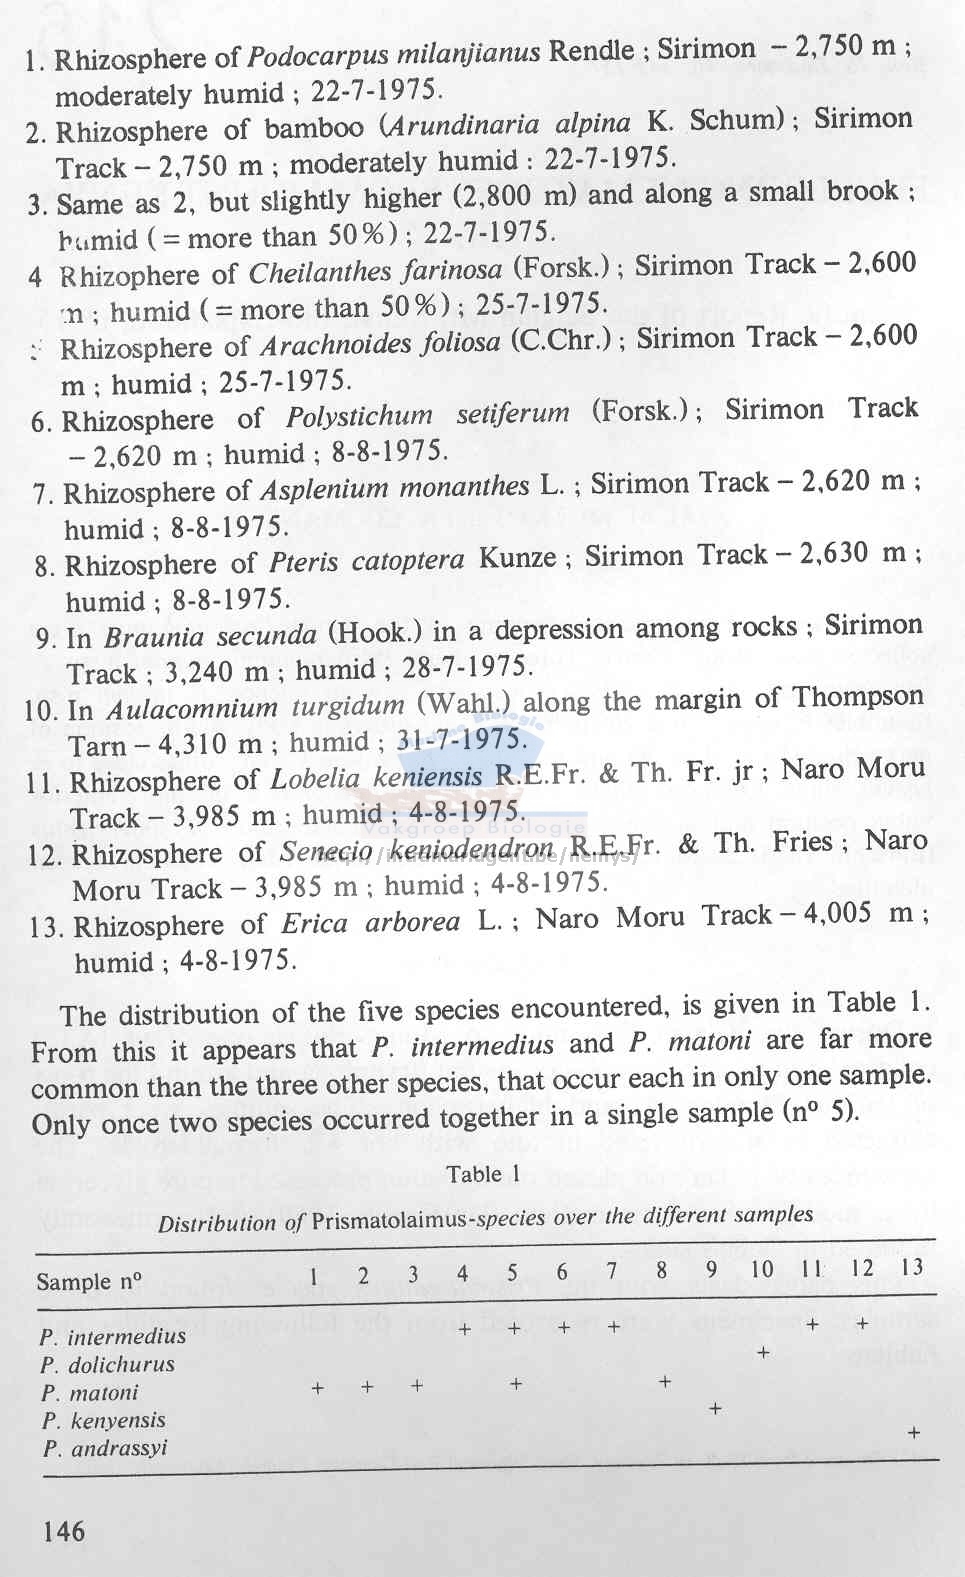 1. Rhizosphere of Podocarpus milanjianus Rendle ; Sirimon – 2,750 m ;
moderately humid ; 22-7-1975.
2. Rhizosphere of bamboo (Arundinaria alpina K. Schum) ; Sirimon
Track – 2,750 m ; moderately humid : 22-7-1975.
3. Same as 2, but slightly higher (2,800 m) and along a small brook ;
humid ( = more than 50%) ; 22-7-1975.
4 Rhizophere of Cheilanthes farinosa (Forsk.) ; Sirimon Track – 2,600
m ; humid ( = more than 50%) ; 25-7-1975.
Rhizosphere of Arachnoides foliosa (C.Chr.) ; Sirimon Track – 2,600
m ; humid ; 25-7-1975.
6. Rhizosphere of Polystichum setiferum (Forsk.) ; Sirimon Track
– 2,620 m ; humid ; 8-8-1975.
7. Rhizosphere of Asplenium monanthes L. ; Sirimon Track – 2,620 m ;
humid ; 8-8-1975.
8. Rhizosphere of Pteris catoptera Kunze ; Sirimon Track – 2,630 m ;
humid ; 8-8-1975.
9. In Braunia secunda (Hook.) in a depression among rocks ; Sirimon
Track ; 3,240 m ; humid ; 28-7-1975.
10. In Aulacomnium turgidum (Wahl.) along the margin of Thompson
Tarn – 4,310 m ; humid ; 31-7-1975.
11. Rhizosphere of Lobelia keniensis R.E.Fr. & Th. Fr. jr ; Naro Moru
Track – 3,985 m ; humid ; 4-8-1975.
Vakgroep Biologie
12. Rhizosphere of Senecio keniodendron R.E.Fr. & Th. Fries ; Naro
Moru Track – 3,985 m ; humid ; 4-8-1975.
13. Rhizosphere of Erica arborea L. ; Naro Moru Track – 4,005 m ;
humid ; 4-8-1975.
The distribution of the five species encountered, is given in Table 1.
From this it appears that P. intermedius and P. matoni are far more
common than the three other species, that occur each in only one sample.
Only once two species occurred together in a single sample (nº 5).
Table 1
Distribution of Prismatolaimus-species over the different samples
Sample nº 1 2 3 4 5 6 7 8 9 10 11 12 13
P. intermedius + + + + + +
P. dolichurus +
P. matoni + + + + +
P. kenyensis +
P. andrassyi +
146